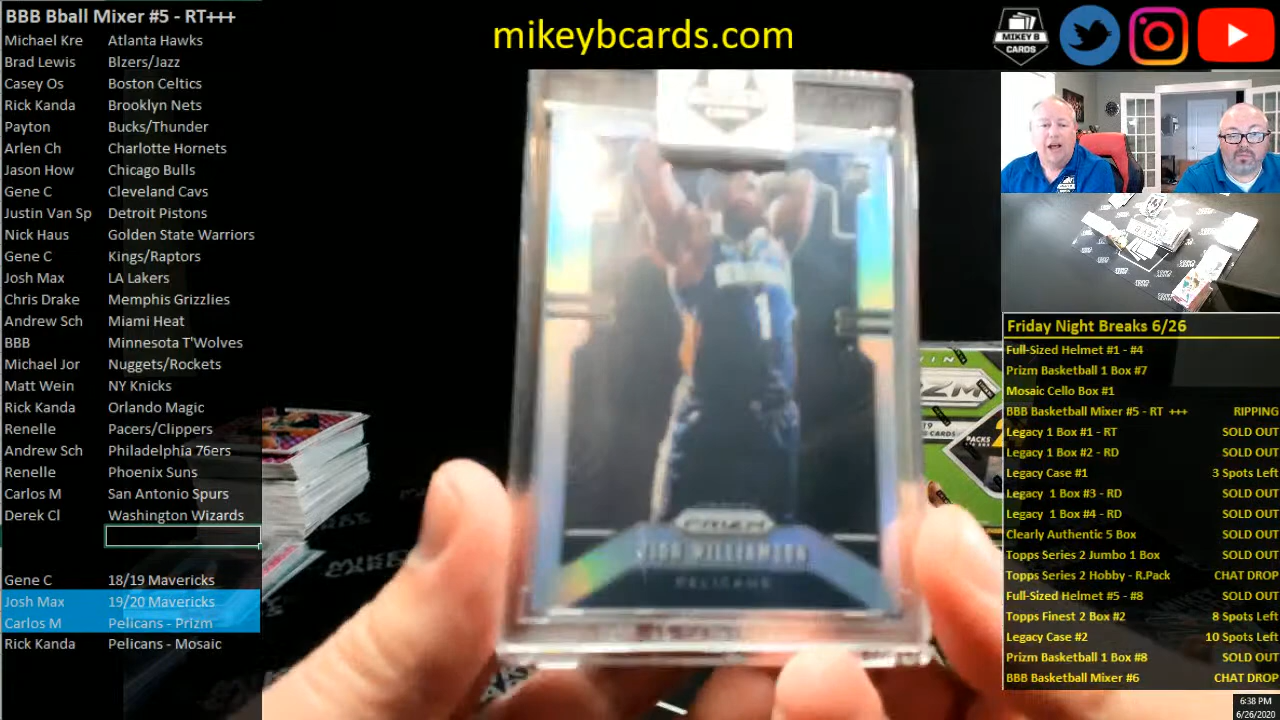 BBB Bball Mixer #5 - RT+++
Michael Kre Atlanta Hawks
Brad Lewis Blzers/Jazz
Casey Os Boston Celtics
Rick Kanda Brooklyn Nets
Payton Bucks/Thunder
Arlen Ch Charlotte Hornets
Jason How Chicago Bulls
Gene C Cleveland Cavs
Justin Van Sp Detroit Pistons
Nick Haus Golden State Warriors
Gene C Kings/Raptors
Josh Max LA Lakers
Chris Drake Memphis Grizzlies
Andrew Sch Miami Heat
BBB Minnesota T'Wolves
Michael Jor Nuggets/Rockets
Matt Wein NY Knicks
Rick Kanda Orlando Magic
Renelle Pacers/Clippers
Andrew Sch Philadelphia 76ers
Renelle Phoenix Suns
Carlos M San Antonio Spurs
Derek Cl Washington Wizards
Gene C 18/19 Mavericks
Josh Max 19/20 Mavericks
Carlos M Pelicans - Prizm
Rick Kanda Pelicans - Mosaic
mikeybcards.com
1
PRIZM
ZION WILLIAMSON
PELICANS
MIKEY B
CARDS
Friday Night Breaks 6/26
Full-Sized Helmet #1 - #4
Prizm Basketball 1 Box #7
Mosaic Cello Box #1
BBB Basketball Mixer #5 - RT +++ RIPPING
Legacy 1 Box #1 - RT SOLD OUT
Legacy 1 Box #2 - RD SOLD OUT
Legacy Case #1 3 Spots Left
Legacy 1 Box #3 - RD SOLD OUT
Legacy 1 Box #4 - RD SOLD OUT
Clearly Authentic 5 Box SOLD OUT
Topps Series 2 Jumbo 1 Box SOLD OUT
Topps Series 2 Hobby - R.Pack CHAT DROP
Full-Sized Helmet #5 - #8 SOLD OUT
Topps Finest 2 Box #2 8 Spots Left
Legacy Case #2 10 Spots Left
Prizm Basketball 1 Box #8 SOLD OUT
BBB Basketball Mixer #6 CHAT DROP
6:38 PM
6/26/2020